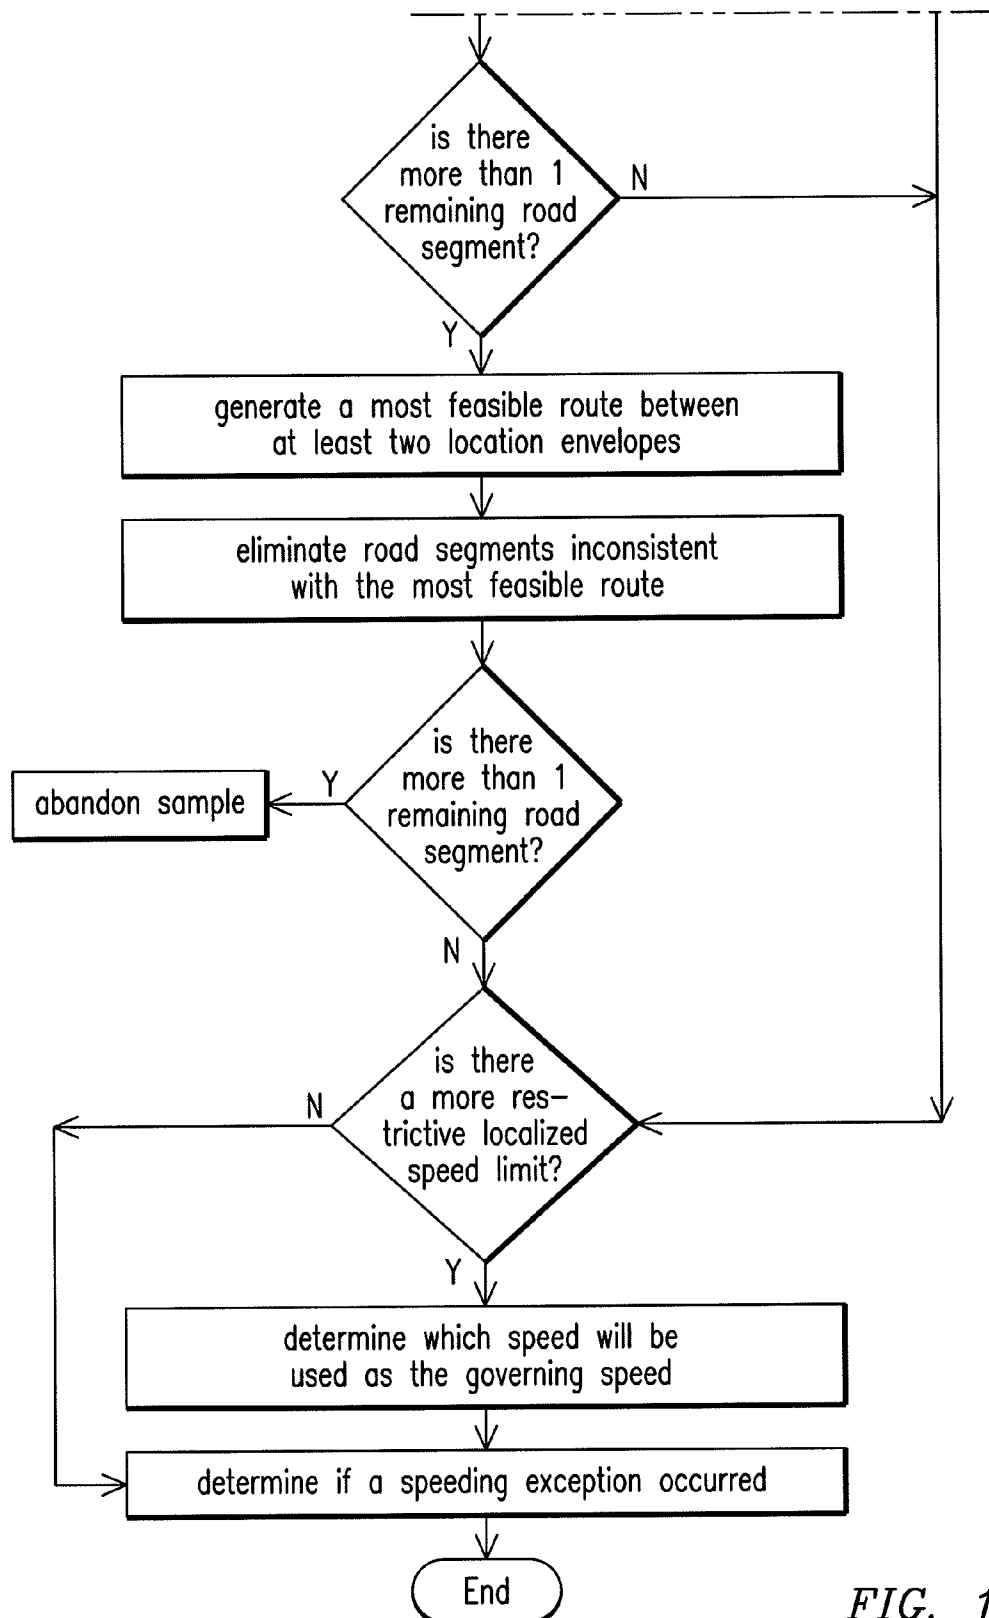 is there
more than 1
remaining road
segment?
N
Y
generate a most feasible route between
at least two location envelopes
eliminate road segments inconsistent
with the most feasible route
is there
more than 1
remaining road
segment?
Y
abandon sample
N
is there
a more res-
trictive localized
speed limit?
N
Y
determine which speed will be
used as the governing speed
determine if a speeding exception occurred
End
FIG. 1